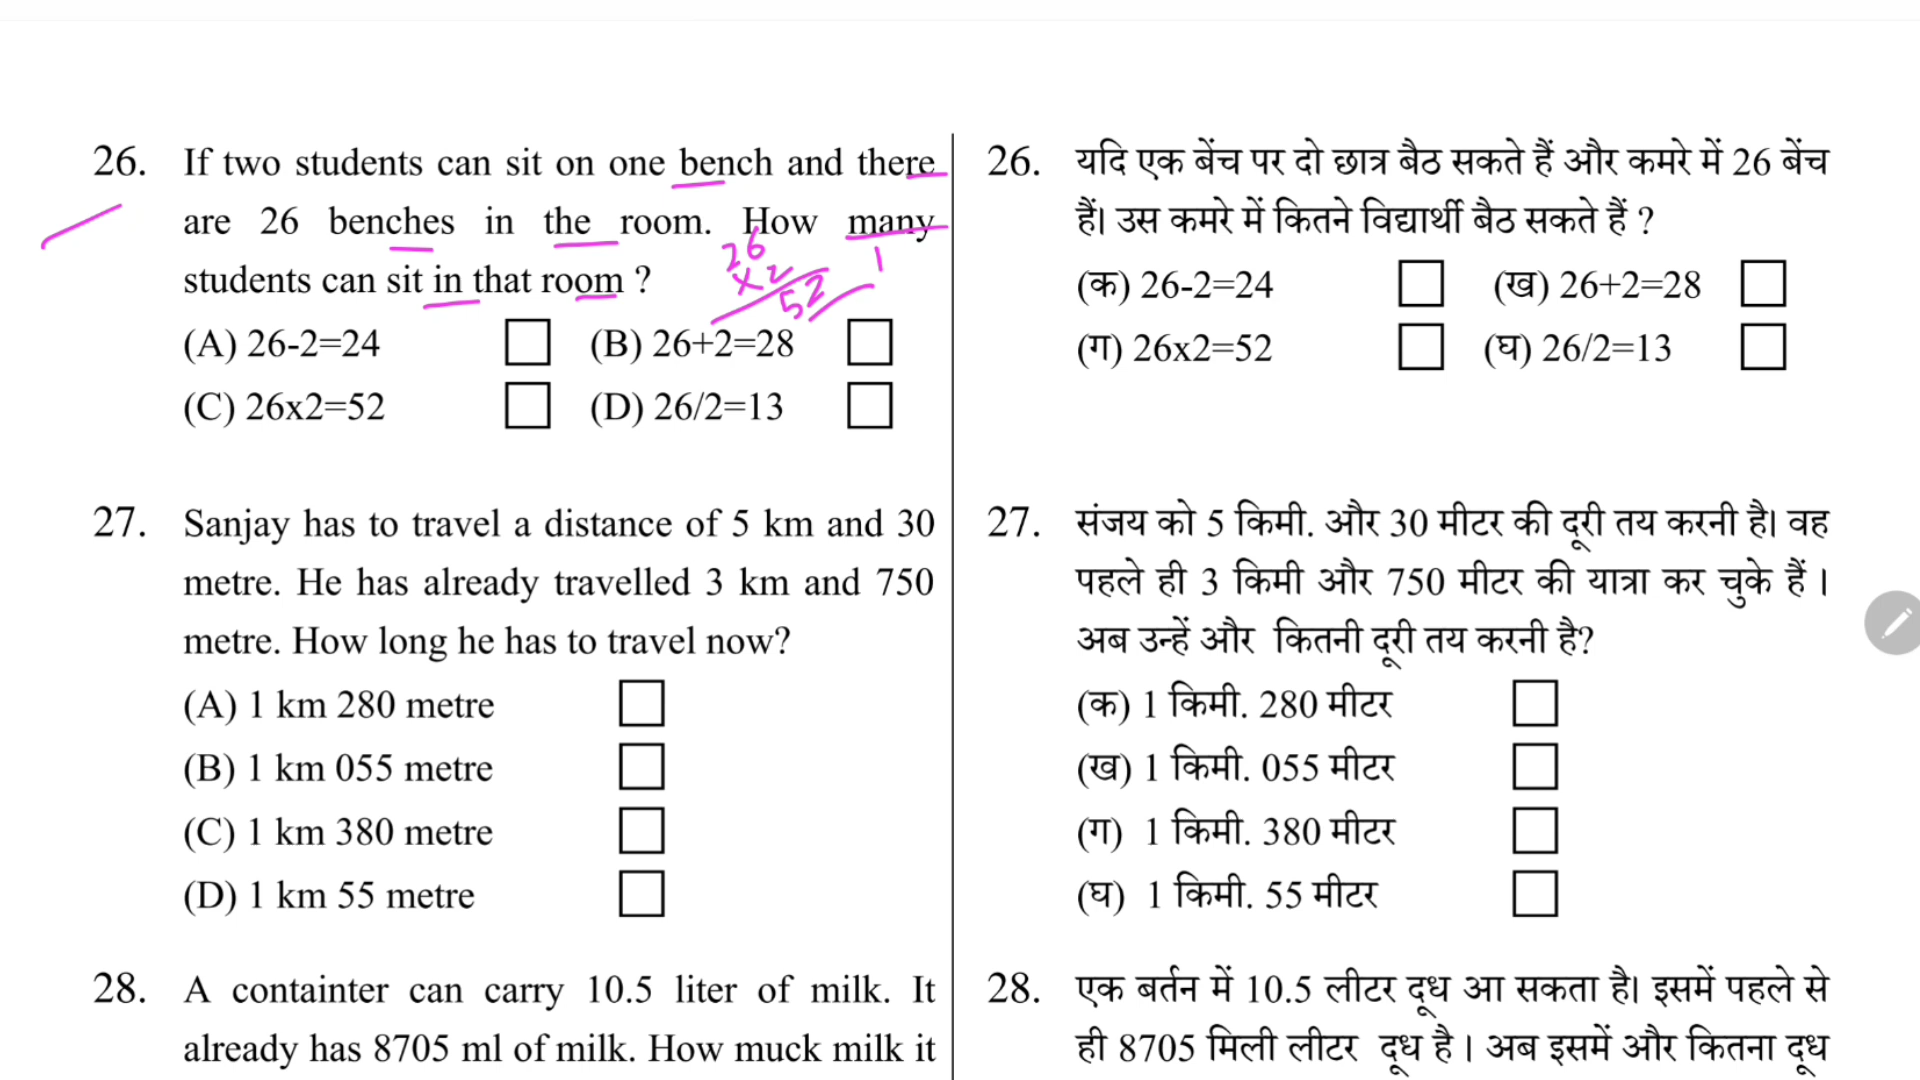 26. If two students can sit on one bench and there
are 26 benches in the room. How many
students can sit in that room ?
26
x2
52
1
(A) 26-2=24 (B) 26+2=28
(C) 26x2=52 (D) 26/2=13
27. Sanjay has to travel a distance of 5 km and 30
metre. He has already travelled 3 km and 750
metre. How long he has to travel now?
(A) 1 km 280 metre
(B) 1 km 055 metre
(C) 1 km 380 metre
(D) 1 km 55 metre
28. A containter can carry 10.5 liter of milk. It
already has 8705 ml of milk. How muck milk it
26. यदि एक बेंच पर दो छात्र बैठ सकते हैं और कमरे में 26 बेंच
हैं। उस कमरे में कितने विद्यार्थी बैठ सकते हैं ?
(क) 26-2=24 (ख) 26+2=28
(ग) 26x2=52 (घ) 26/2=13
27. संजय को 5 किमी. और 30 मीटर की दूरी तय करनी है। वह
पहले ही 3 किमी और 750 मीटर की यात्रा कर चुके हैं ।
अब उन्हें और कितनी दूरी तय करनी है?
(क) 1 किमी. 280 मीटर
(ख) 1 किमी. 055 मीटर
(ग) 1 किमी. 380 मीटर
(घ) 1 किमी. 55 मीटर
28. एक बर्तन में 10.5 लीटर दूध आ सकता है। इसमें पहले से
ही 8705 मिली लीटर दूध है । अब इसमें और कितना दूध